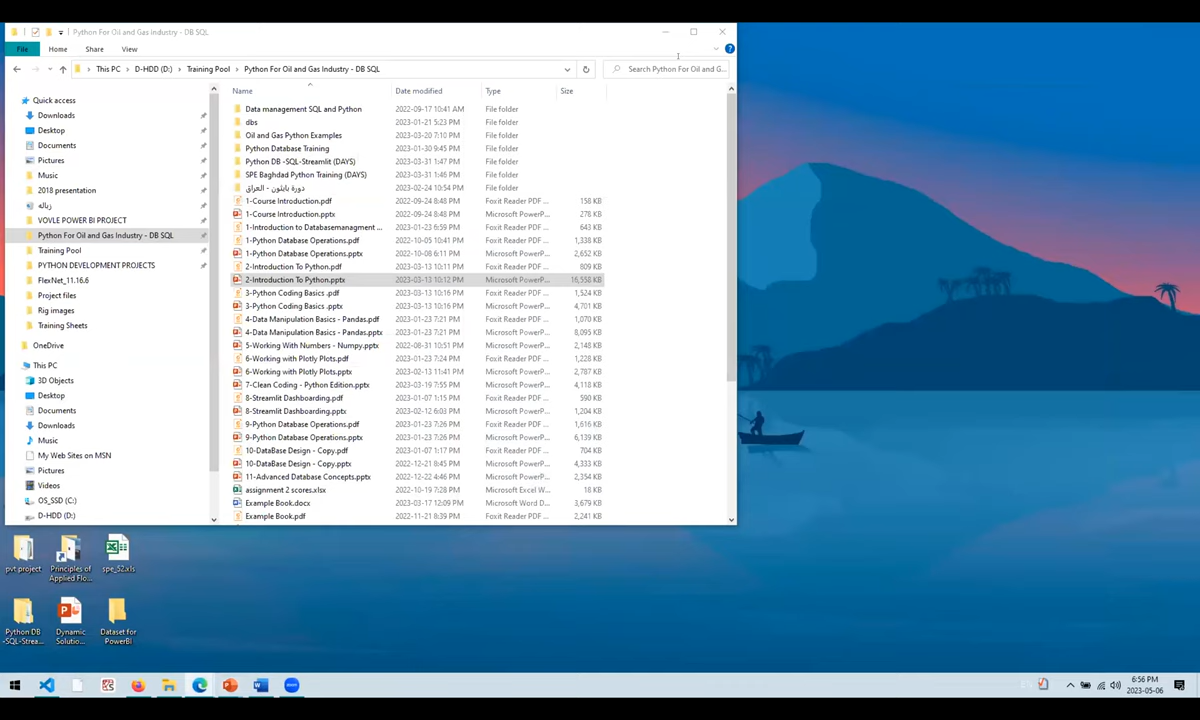 Python For Oil and Gas Industry - DB SQL
File Home Share View
This PC D-HDD (D:) Training Pool Python For Oil and Gas Industry - DB SQL
Search Python For Oil and G...
Name Date modified Type Size
Quick access
Downloads
Desktop
Documents
Pictures
Music
2018 presentation
زباله
VOVLE POWER BI PROJECT
Python For Oil and Gas Industry - DB SQL
Training Pool
PYTHON DEVELOPMENT PROJECTS
FlexNet_11.16.6
Project files
Rig images
Training Sheets
OneDrive
This PC
3D Objects
Desktop
Documents
Downloads
Music
My Web Sites on MSN
Pictures
Videos
OS_SSD (C:)
D-HDD (D:)
Data management SQL and Python 2022-09-17 10:41 AM File folder
dbs 2023-01-21 5:23 PM File folder
Oil and Gas Python Examples 2023-03-20 7:10 PM File folder
Python Database Training 2023-01-30 9:45 PM File folder
Python DB -SQL-Streamlit (DAYS) 2023-03-31 1:47 PM File folder
SPE Baghdad Python Training (DAYS) 2023-03-31 1:46 PM File folder
دورة بايثون - العراق 2023-02-24 10:54 PM File folder
1-Course Introduction.pdf 2022-09-24 8:48 PM Foxit Reader PDF ... 158 KB
1-Course Introduction.pptx 2022-09-24 8:48 PM Microsoft PowerP... 278 KB
1-Introduction to Databasemanagment ... 2023-01-23 6:59 PM Foxit Reader PDF ... 643 KB
1-Python Database Operations.pdf 2022-10-05 10:41 PM Foxit Reader PDF ... 1,338 KB
1-Python Database Operations.pptx 2022-10-08 6:11 PM Microsoft PowerP... 2,652 KB
2-Introduction To Python.pdf 2023-03-13 10:11 PM Foxit Reader PDF ... 809 KB
2-Introduction To Python.pptx 2023-03-13 10:12 PM Microsoft PowerP... 16,558 KB
3-Python Coding Basics .pdf 2023-03-13 10:16 PM Foxit Reader PDF ... 1,524 KB
3-Python Coding Basics .pptx 2023-03-13 10:16 PM Microsoft PowerP... 4,701 KB
4-Data Manipulation Basics - Pandas.pdf 2023-01-23 7:21 PM Foxit Reader PDF ... 1,070 KB
4-Data Manipulation Basics - Pandas.pptx 2023-01-23 7:21 PM Microsoft PowerP... 8,095 KB
5-Working With Numbers - Numpy.pptx 2022-08-31 10:51 PM Microsoft PowerP... 2,148 KB
6-Working with Plotly Plots.pdf 2023-01-23 7:24 PM Foxit Reader PDF ... 1,228 KB
6-Working with Plotly Plots.pptx 2023-02-13 11:41 PM Microsoft PowerP... 2,787 KB
7-Clean Coding - Python Edition.pptx 2023-03-19 7:55 PM Microsoft PowerP... 4,118 KB
8-Streamlit Dashboarding.pdf 2023-01-07 1:15 PM Foxit Reader PDF ... 590 KB
8-Streamlit Dashboarding.pptx 2023-02-12 6:03 PM Microsoft PowerP... 1,204 KB
9-Python Database Operations.pdf 2023-01-23 7:26 PM Foxit Reader PDF ... 1,616 KB
9-Python Database Operations.pptx 2023-01-23 7:26 PM Microsoft PowerP... 6,139 KB
10-DataBase Design - Copy.pdf 2023-01-07 1:17 PM Foxit Reader PDF ... 704 KB
10-DataBase Design - Copy.pptx 2022-12-21 8:45 PM Microsoft PowerP... 4,333 KB
11-Advanced Database Concepts.pptx 2022-12-22 4:46 PM Microsoft PowerP... 2,354 KB
assignment 2 scores.xlsx 2022-10-19 7:28 PM Microsoft Excel W... 18 KB
Example Book.docx 2023-03-17 12:09 PM Microsoft Word D... 3,679 KB
Example Book.pdf 2022-11-21 8:39 PM Foxit Reader PDF ... 2,241 KB
pvt project
Principles of
Applied Flo...
spe_52.xls
Python DB
-SQL-Strea...
Dynamic
Solutio...
Dataset for
PowerBI
6:56 PM
2023-05-06